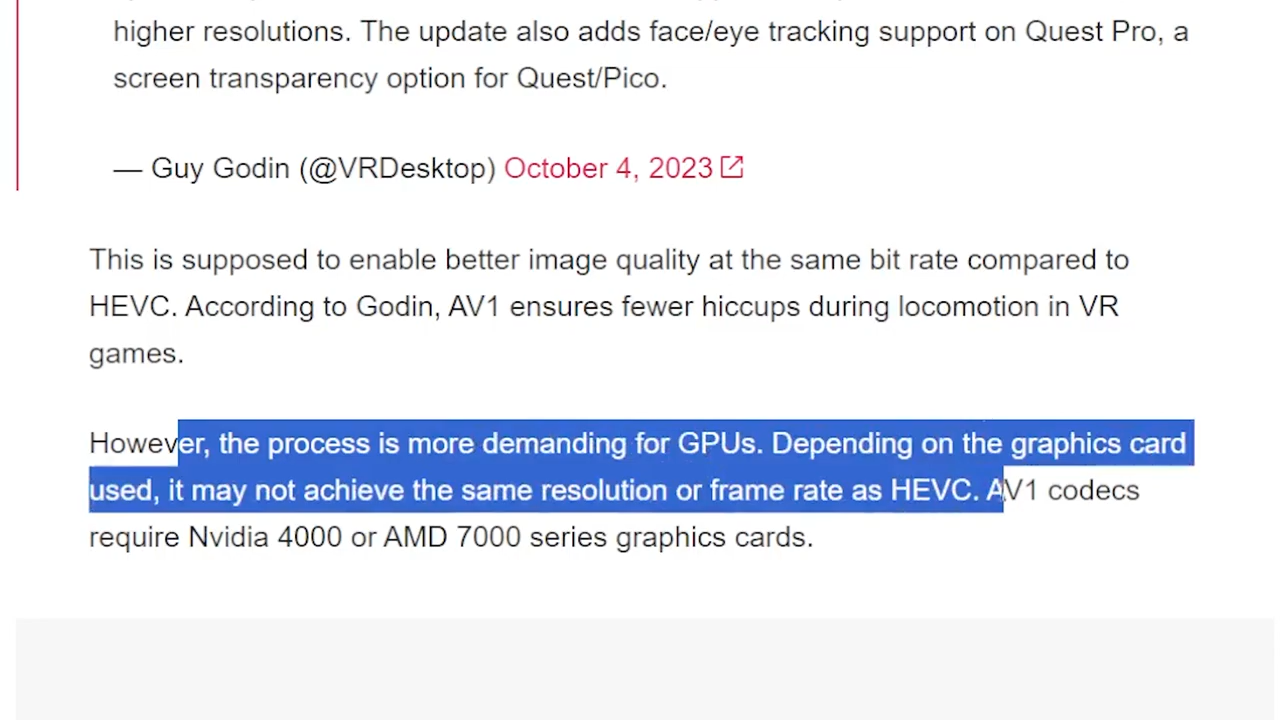 higher resolutions. The update also adds face/eye tracking support on Quest Pro, a
screen transparency option for Quest/Pico.
— Guy Godin (@VRDesktop) October 4, 2023
This is supposed to enable better image quality at the same bit rate compared to
HEVC. According to Godin, AV1 ensures fewer hiccups during locomotion in VR
games.
However, the process is more demanding for GPUs. Depending on the graphics card
used, it may not achieve the same resolution or frame rate as HEVC. AV1 codecs
require Nvidia 4000 or AMD 7000 series graphics cards.